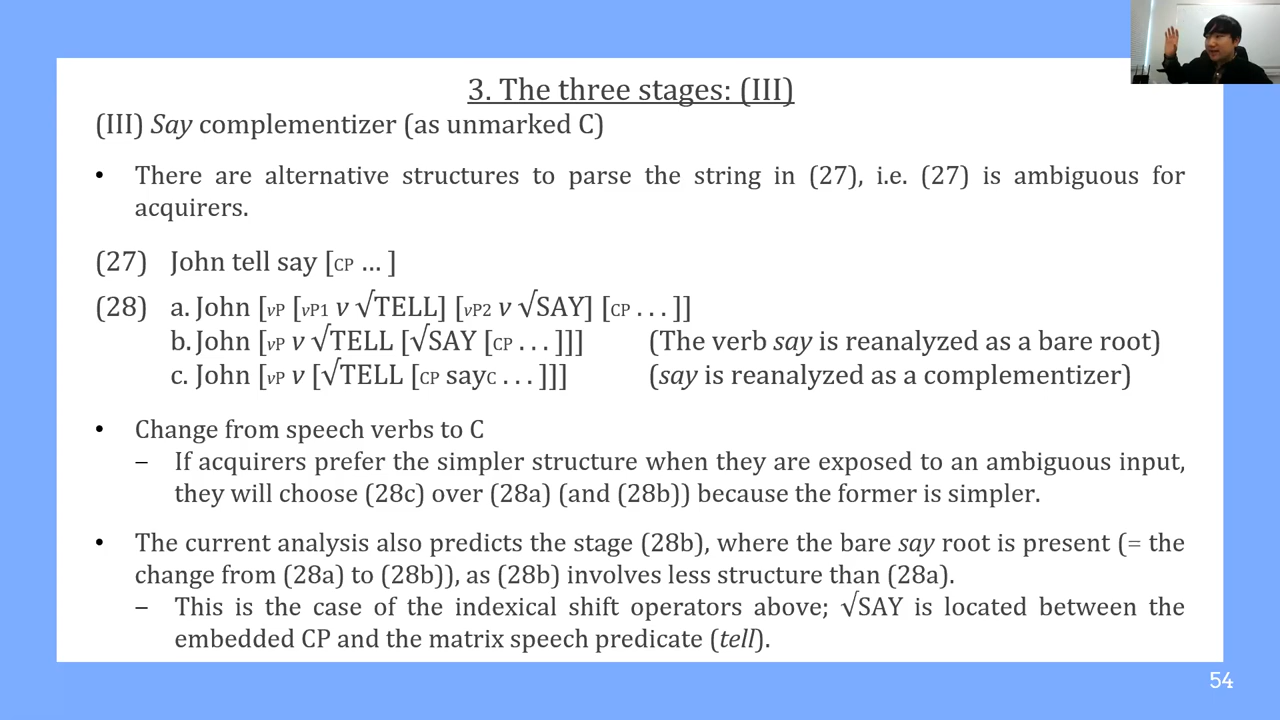 3. The three stages: (III)
(III) Say complementizer (as unmarked C)
• There are alternative structures to parse the string in (27), i.e. (27) is ambiguous for
acquirers.
(27) John tell say [CP … ]
(28) a. John [vP [vP1 v √TELL] [vP2 v √SAY] [CP . . . ]]
b. John [vP v √TELL [√SAY [CP . . . ]]] (The verb say is reanalyzed as a bare root)
c. John [vP v [√TELL [CP sayC . . . ]]] (say is reanalyzed as a complementizer)
• Change from speech verbs to C
– If acquirers prefer the simpler structure when they are exposed to an ambiguous input,
they will choose (28c) over (28a) (and (28b)) because the former is simpler.
• The current analysis also predicts the stage (28b), where the bare say root is present (= the
change from (28a) to (28b)), as (28b) involves less structure than (28a).
– This is the case of the indexical shift operators above; √SAY is located between the
embedded CP and the matrix speech predicate (tell).
54